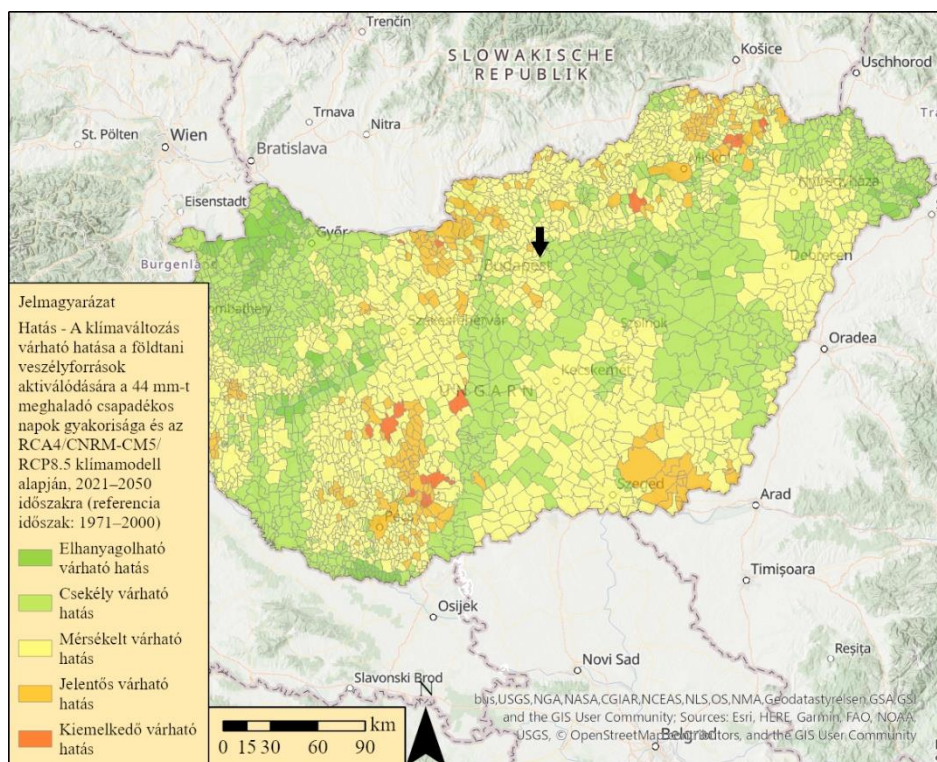 Trenčín
SLOWAKISCHE
REPUBLIK
Košice
Uschhorod
Trnava
Nitra
St. Pölten
Wien
Bratislava
Eisenstadt
Győr
Burgenland
Budapest
Debrecen
Székesfehérvár
Szolnok
Kecskemét
Oradea
UNGARN
Szeged
Pécs
Arad
Timișoara
Osijek
Novi Sad
Reșița
Slavonski Brod
Belgrad
Jelmagyarázat
Hatás - A klímaváltozás
várható hatása a földtani
veszélyforrások
aktiválódására a 44 mm-t
meghaladó csapadékos
napok gyakorisága és az
RCA4/CNRM-CM5/
RCP8.5 klímamodell
alapján, 2021–2050
időszakra (referencia
időszak: 1971–2000)
Elhanyagolható
várható hatás
Csekély várható
hatás
Mérsékelt várható
hatás
Jelentős várható
hatás
Kiemelkedő várható
hatás
N
km
0 15 30 60 90
büs,USGS,NGA,NASA,CGIAR,NCEAS,NLS,OS,NMA,Geodatastyrelsen,GSA,GSI
and the GIS User Community; Sources: Esri, HERE, Garmin, FAO, NOAA,
USGS, © OpenStreetMap contributors, and the GIS User Community